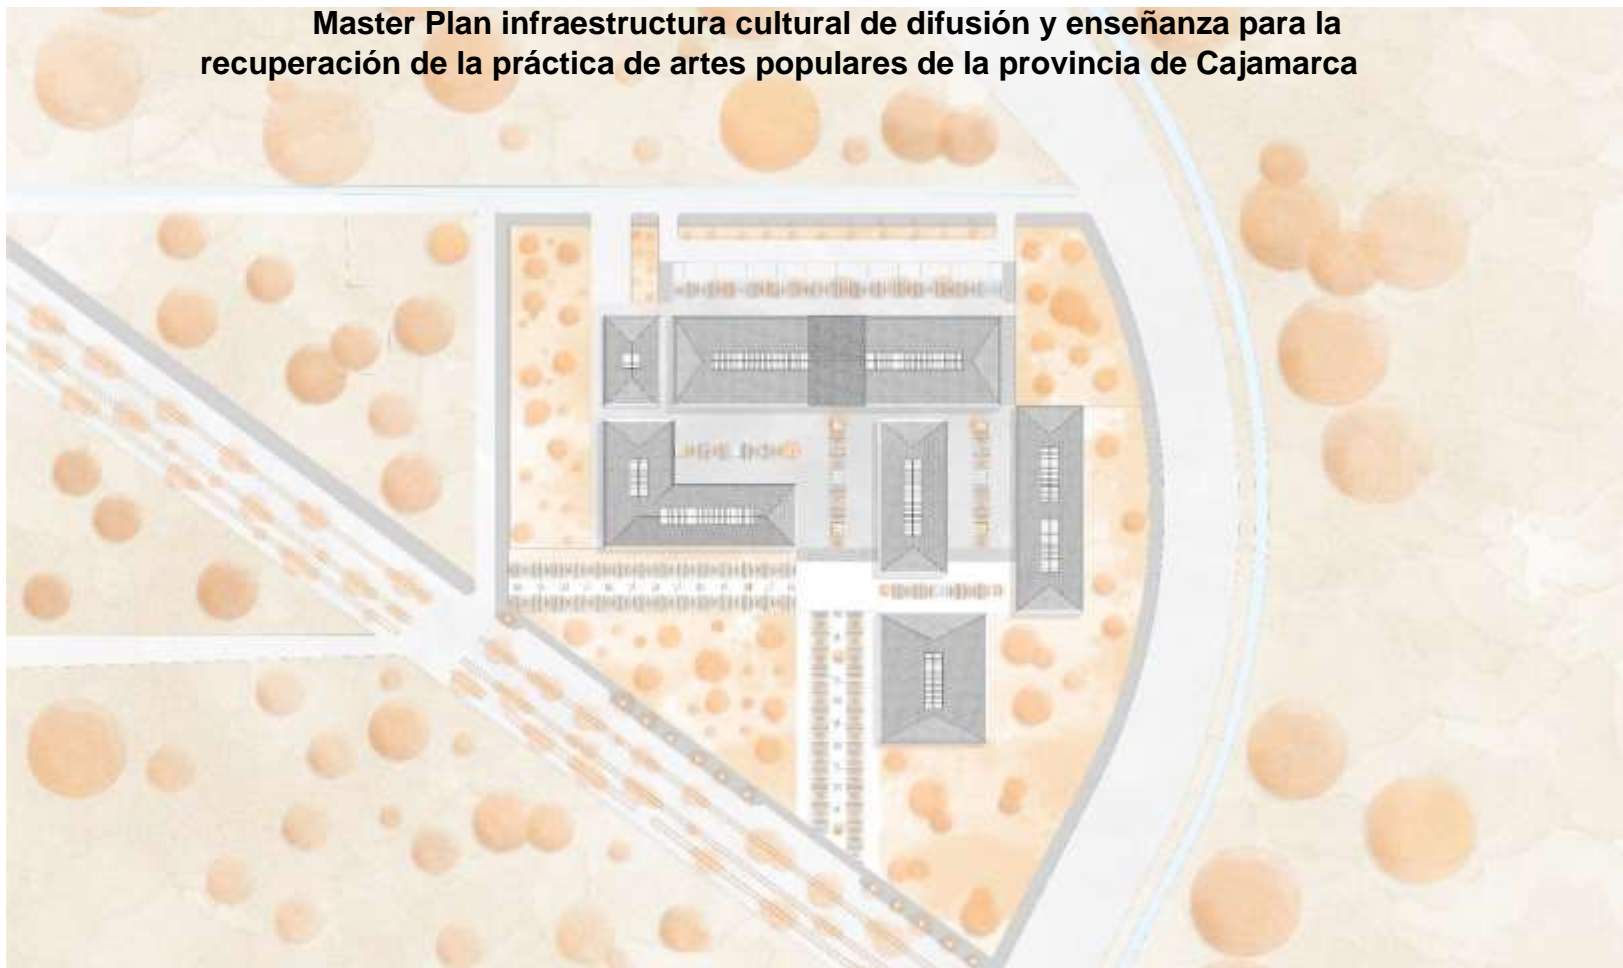 Master Plan infraestructura cultural de difusión y enseñanza para la
recuperación de la práctica de artes populares de la provincia de Cajamarca